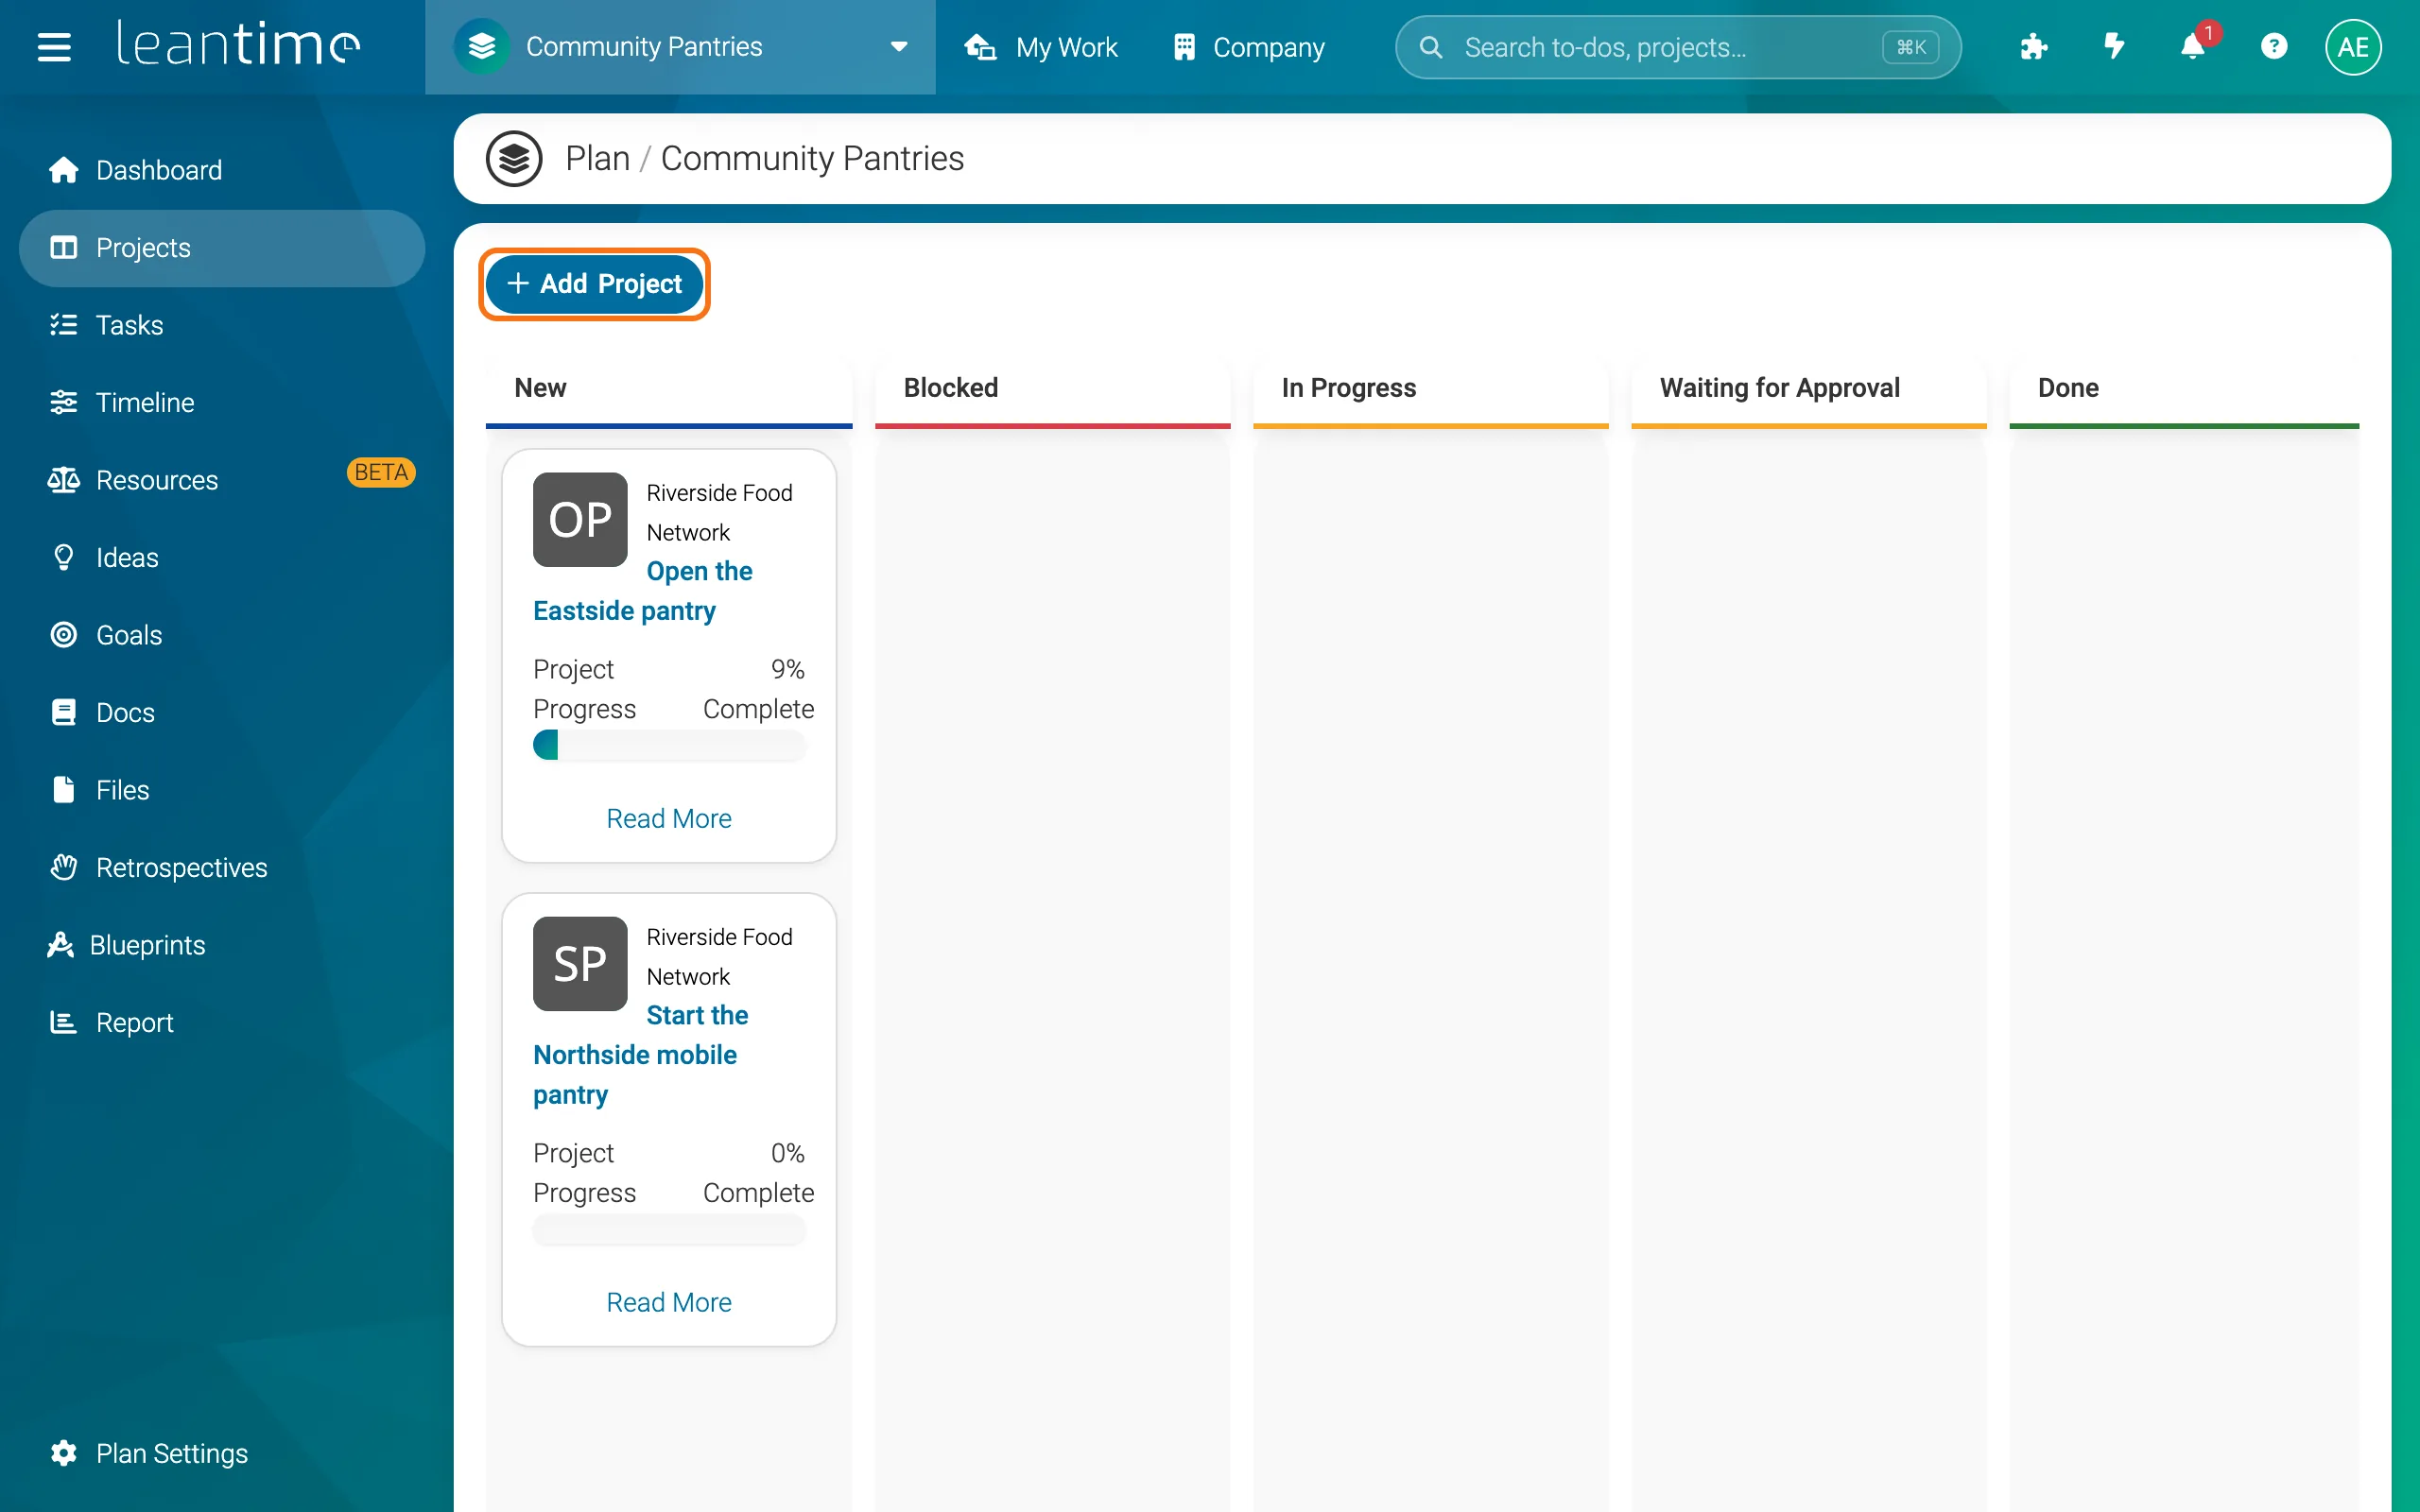 leantime
Community Pantries
My Work
Company
Search to-dos, projects...
⌘K
1
?
AE
Dashboard
Projects
Tasks
Timeline
Resources
BETA
Ideas
Goals
Docs
Files
Retrospectives
Blueprints
Report
Plan Settings
Plan / Community Pantries
+ Add Project
New
Blocked
In Progress
Waiting for Approval
Done
OP
Riverside Food
Network
Open the
Eastside pantry
Project 9%
Progress Complete
Read More
SP
Riverside Food
Network
Start the
Northside mobile
pantry
Project 0%
Progress Complete
Read More